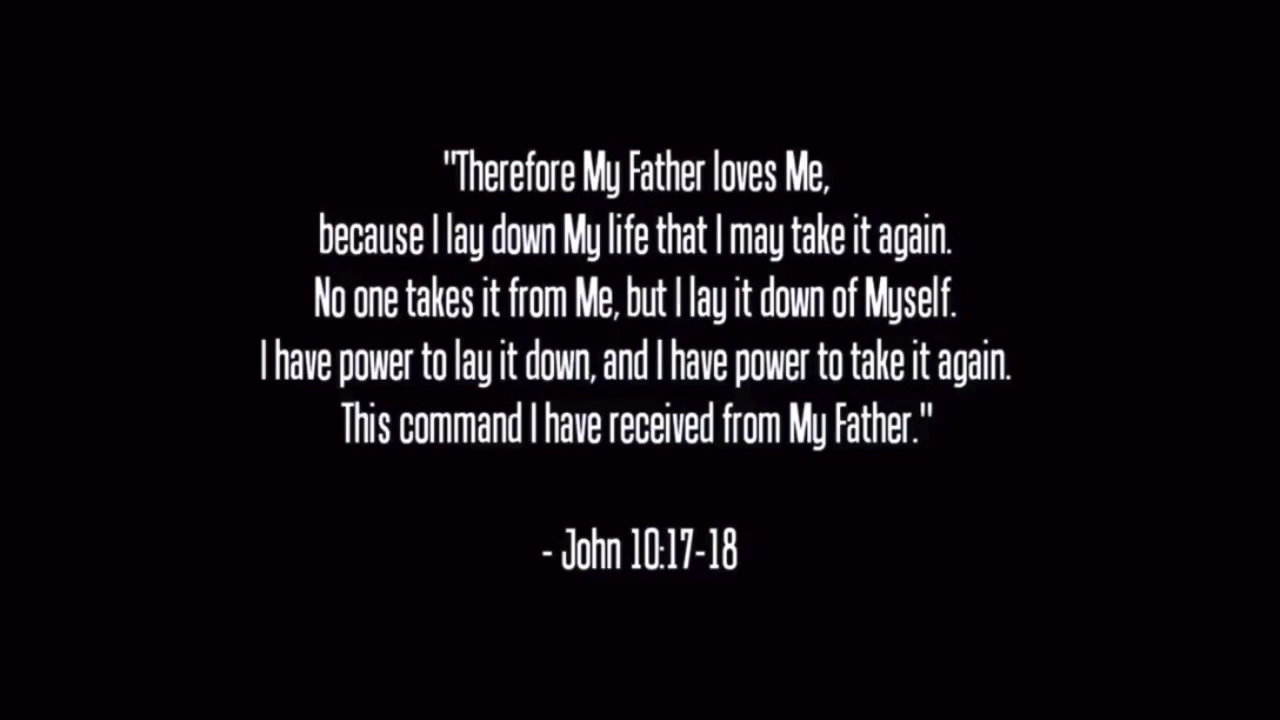 "Therefore My Father loves Me,
because I lay down My life that I may take it again.
No one takes it from Me, but I lay it down of Myself.
I have power to lay it down, and I have power to take it again.
This command I have received from My Father."
- John 10:17-18